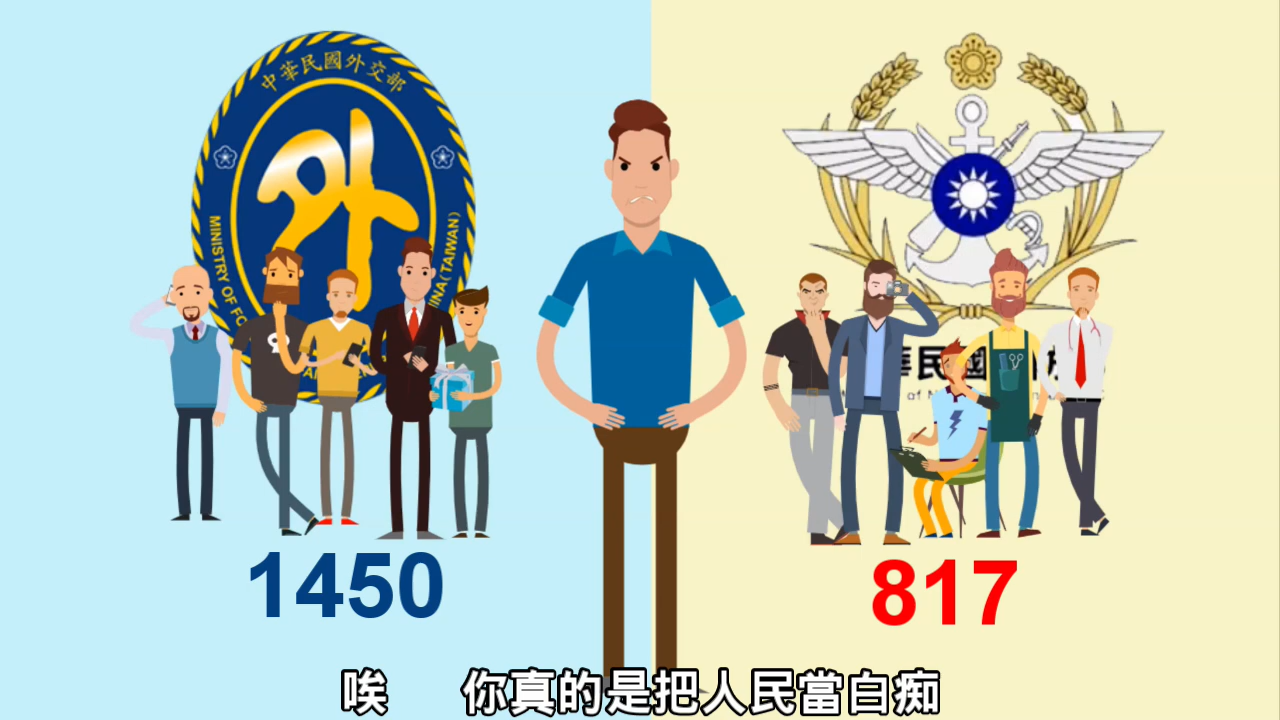 中華民國外交部
外
MINISTRY OF FO
INA(TAIWAN)
1450
817
唉 你真的是把人民當白痴